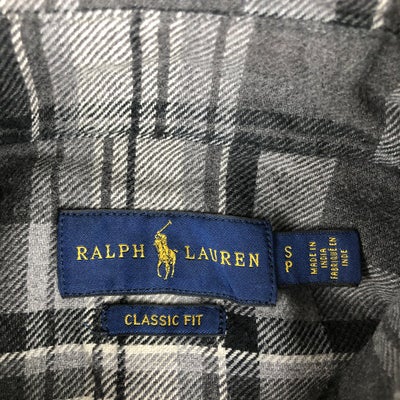 RALPH LAUREN
S
P
MADE IN
INDIA
FABRIQUÉ EN
INDE
CLASSIC FIT